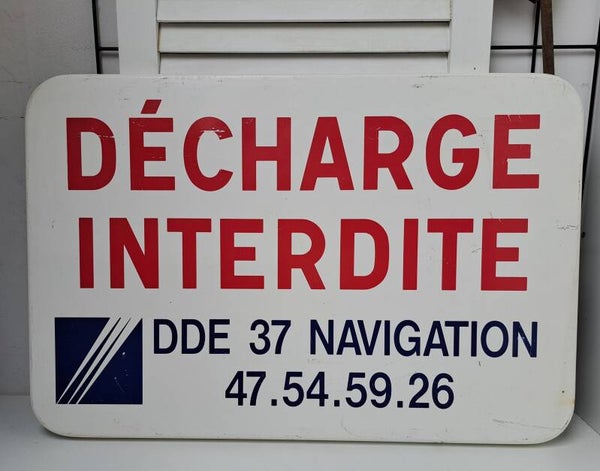 DÉCHARGE
INTERDITE
DDE 37 NAVIGATION
47.54.59.26